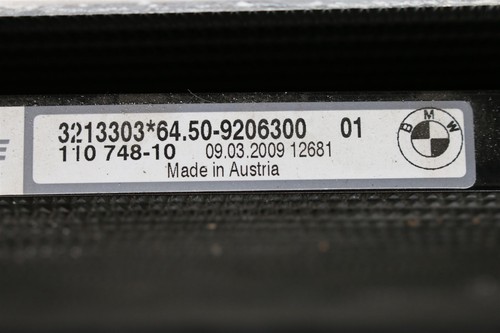 3213303*64.50-9206300 01
110 748-10 09.03.2009 12681
Made in Austria
BMW